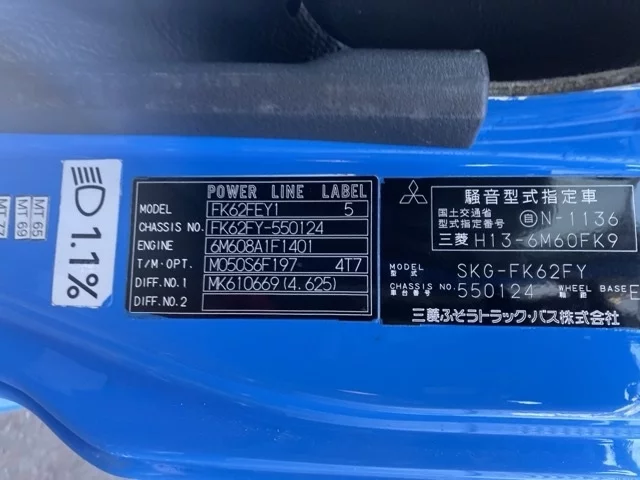 MT 65
MT 69
MT 77
1.1%
POWER LINE LABEL
MODEL FK62FEY1 5
CHASSIS NO. FK62FY-550124
ENGINE 6M608A1F1401
T/M·OPT. M050S6F197 4T7
DIFF.NO.1 MK610669(4.625)
DIFF.NO.2
騒音型式指定車
国土交通省
型式指定番号 自N-1136
三菱 H13-6M60FK9
MODEL
型式 SKG-FK62FY
CHASSIS NO. 550124 WHEEL BASE E
車台番号 軸距
三菱ふそうトラック・バス株式会社